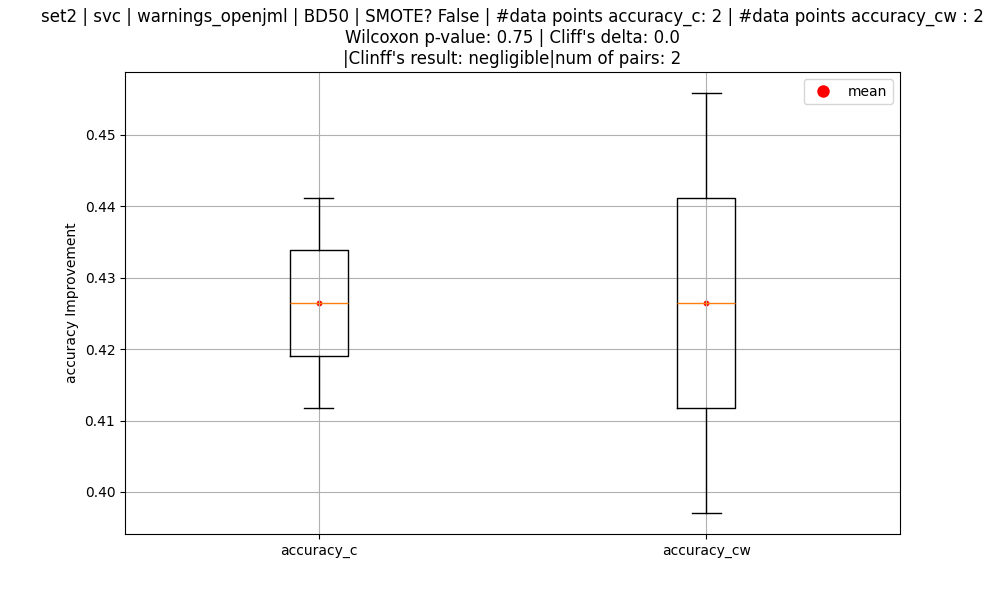 set2 | svc | warnings_openjml | BD50 | SMOTE? False | #data points accuracy_c: 2 | #data points accuracy_cw : 2
Wilcoxon p-value: 0.75 | Cliff's delta: 0.0
|Clinff's result: negligible|num of pairs: 2
mean
accuracy Improvement
0.45
0.44
0.43
0.42
0.41
0.40
accuracy_c
accuracy_cw